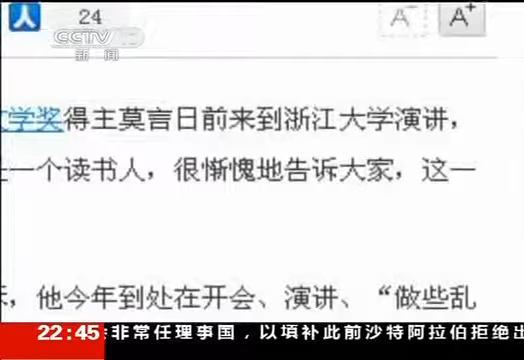 人 24 A⁻ A⁺
CCTV 13
新闻
文学奖得主莫言日前来到浙江大学演讲，
一个读书人，很惭愧地告诉大家，这一
，他今年到处在开会、演讲、“做些乱
22:45 非常任理事国，以填补此前沙特阿拉伯拒绝出